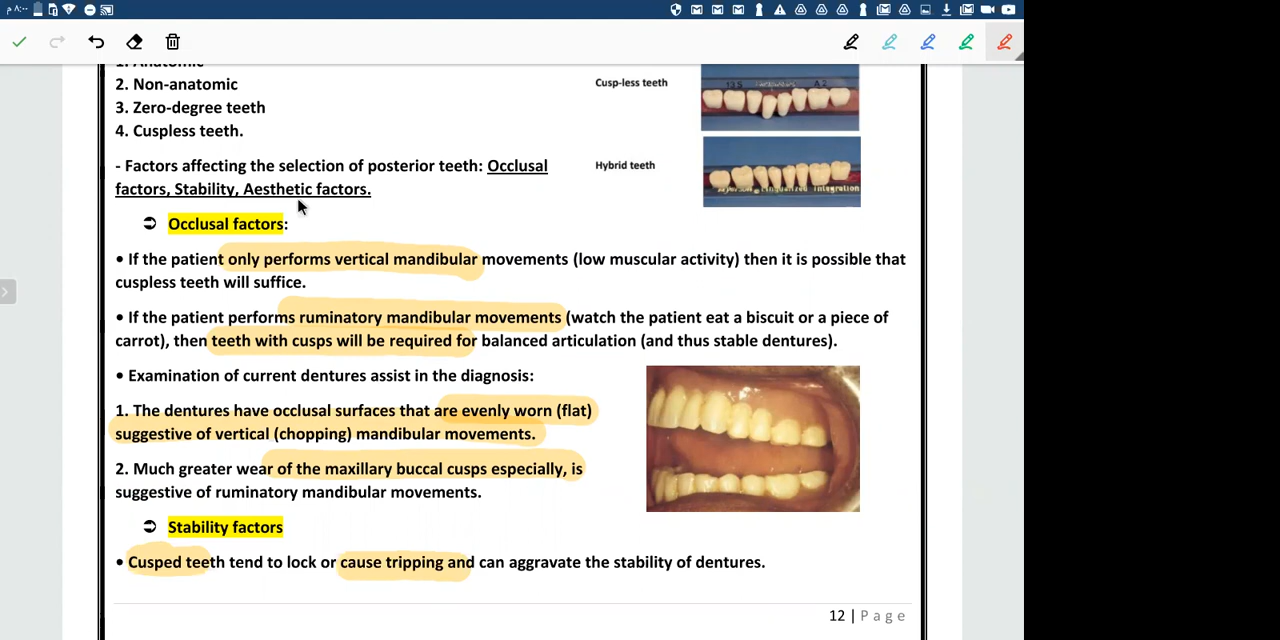 ٨:٠٠ م
1. Anatomic
2. Non-anatomic
3. Zero-degree teeth
4. Cuspless teeth.
Cusp-less teeth
- Factors affecting the selection of posterior teeth: Occlusal
factors, Stability, Aesthetic factors.
Hybrid teeth
Integration
➲ Occlusal factors:
• If the patient only performs vertical mandibular movements (low muscular activity) then it is possible that
cuspless teeth will suffice.
• If the patient performs ruminatory mandibular movements (watch the patient eat a biscuit or a piece of
carrot), then teeth with cusps will be required for balanced articulation (and thus stable dentures).
• Examination of current dentures assist in the diagnosis:
1. The dentures have occlusal surfaces that are evenly worn (flat)
suggestive of vertical (chopping) mandibular movements.
2. Much greater wear of the maxillary buccal cusps especially, is
suggestive of ruminatory mandibular movements.
➲ Stability factors
• Cusped teeth tend to lock or cause tripping and can aggravate the stability of dentures.
12 | Page